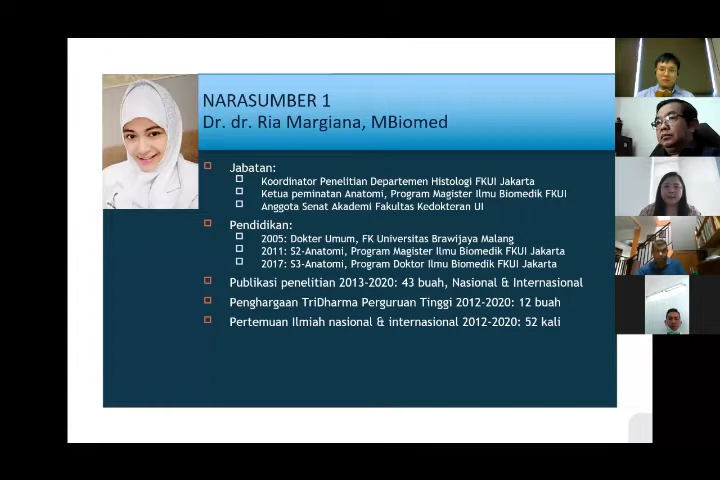 NARASUMBER 1
Dr. dr. Ria Margiana, MBiomed
Jabatan:
Koordinator Penelitian Departemen Histologi FKUI Jakarta
Ketua peminatan Anatomi, Program Magister Ilmu Biomedik FKUI
Anggota Senat Akademi Fakultas Kedokteran UI
Pendidikan:
2005: Dokter Umum, FK Universitas Brawijaya Malang
2011: S2-Anatomi, Program Magister Ilmu Biomedik FKUI Jakarta
2017: S3-Anatomi, Program Doktor Ilmu Biomedik FKUI Jakarta
Publikasi penelitian 2013-2020: 43 buah, Nasional & Internasional
Penghargaan TriDharma Perguruan Tinggi 2012-2020: 12 buah
Pertemuan Ilmiah nasional & internasional 2012-2020: 52 kali